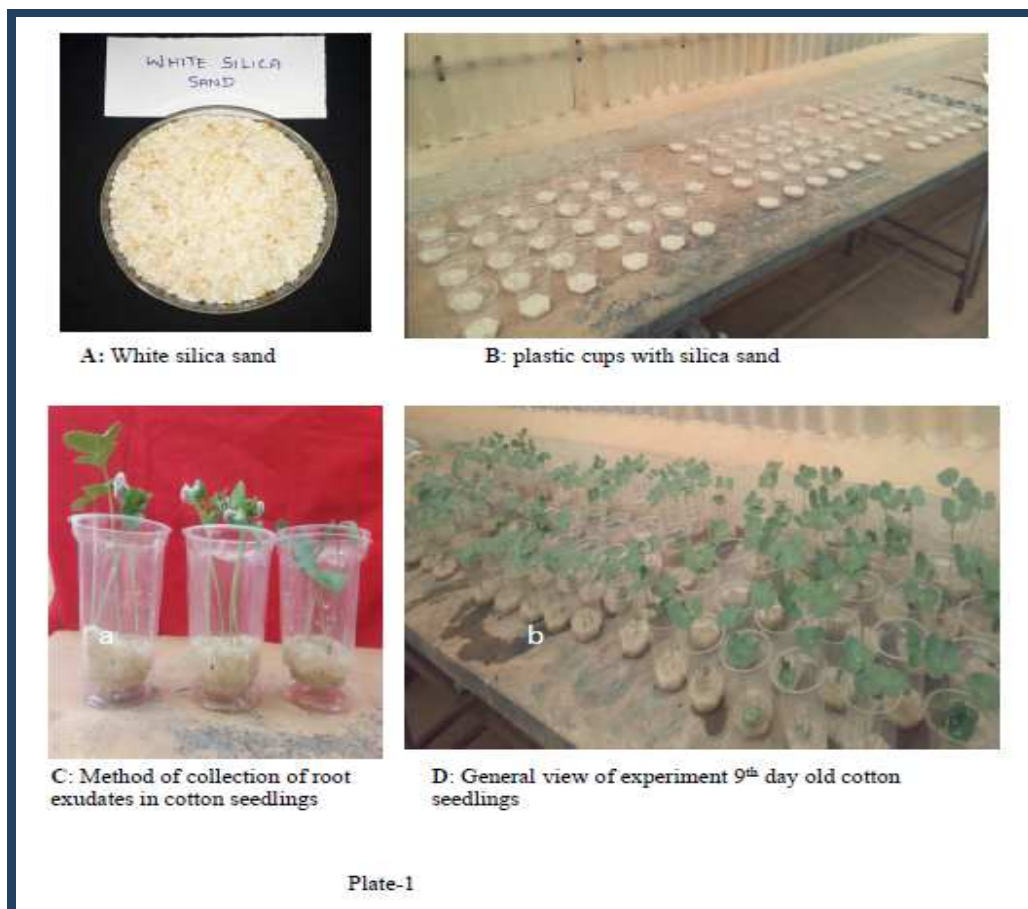 WHITE SILICA
SAND
A: White silica sand
B: plastic cups with silica sand
a
b
C: Method of collection of root
exudates in cotton seedlings
D: General view of experiment 9th day old cotton
seedlings
Plate-1